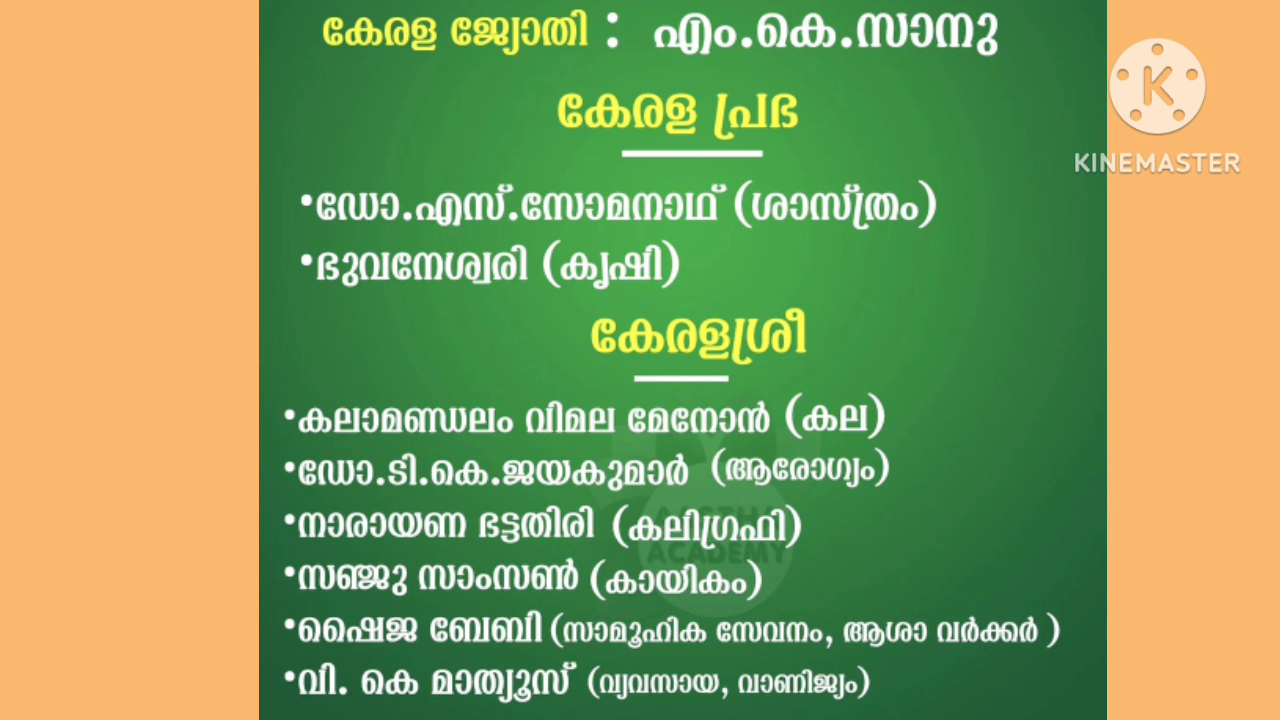 കേരള ജ്യോതി : എം.കെ.സാനു
കേരള പ്രഭ
•ഡോ.എസ്.സോമനാഥ് (ശാസ്ത്രം)
•ഭുവനേശ്വരി (കൃഷി)
കേരളശ്രീ
•കലാമണ്ഡലം വിമല മേനോൻ (കല)
•ഡോ.ടി.കെ.ജയകുമാർ (ആരോഗ്യം)
•നാരായണ ഭട്ടതിരി (കലിഗ്രഫി)
•സഞ്ജു സാംസൺ (കായികം)
•ഷൈജ ബേബി (സാമൂഹിക സേവനം, ആശാ വർക്കർ )
•വി. കെ മാത്യൂസ് (വ്യവസായ, വാണിജ്യം)
K
KINEMASTER
ACADEMY